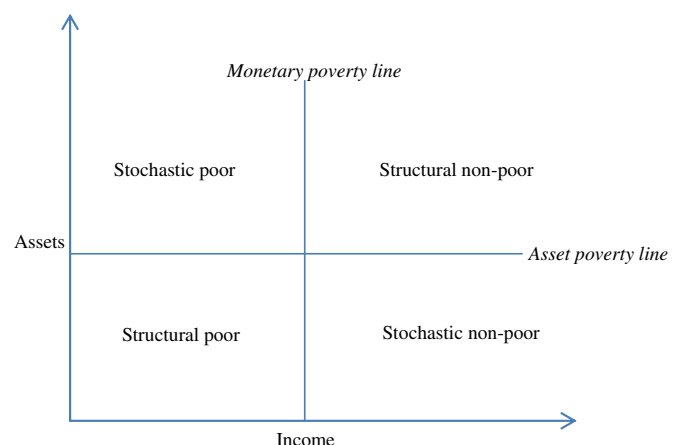 Monetary poverty line
Stochastic poor
Structural non-poor
Assets
Asset poverty line
Structural poor
Stochastic non-poor
Income